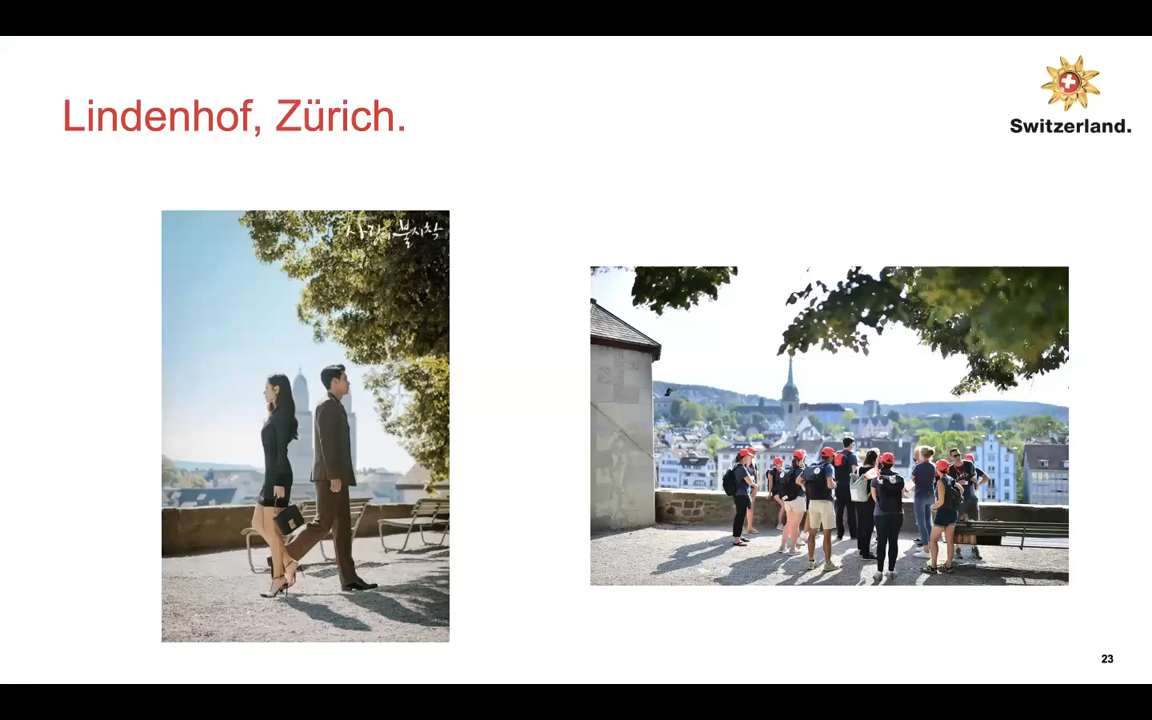 Lindenhof, Zürich.
Switzerland.
사랑의 불시착
23